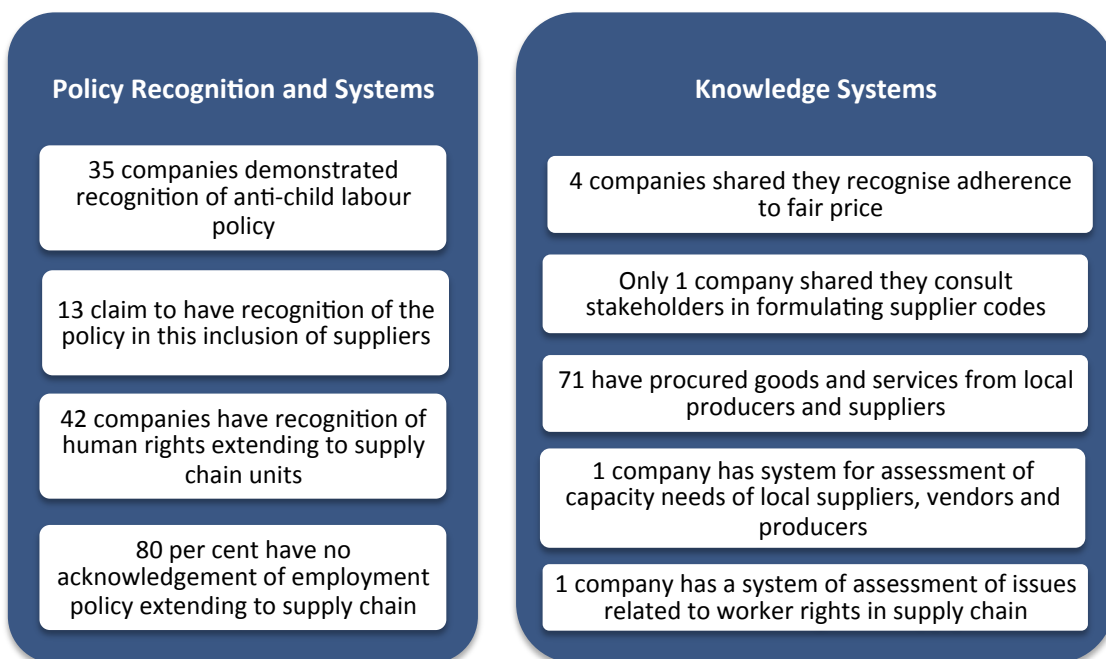 Policy Recognition and Systems
35 companies demonstrated
recognition of anti-child labour
policy
13 claim to have recognition of the
policy in this inclusion of suppliers
42 companies have recognition of
human rights extending to supply
chain units
80 per cent have no
acknowledgement of employment
policy extending to supply chain
Knowledge Systems
4 companies shared they recognise adherence
to fair price
Only 1 company shared they consult
stakeholders in formulating supplier codes
71 have procured goods and services from local
producers and suppliers
1 company has system for assessment of
capacity needs of local suppliers, vendors and
producers
1 company has a system of assessment of issues
related to worker rights in supply chain